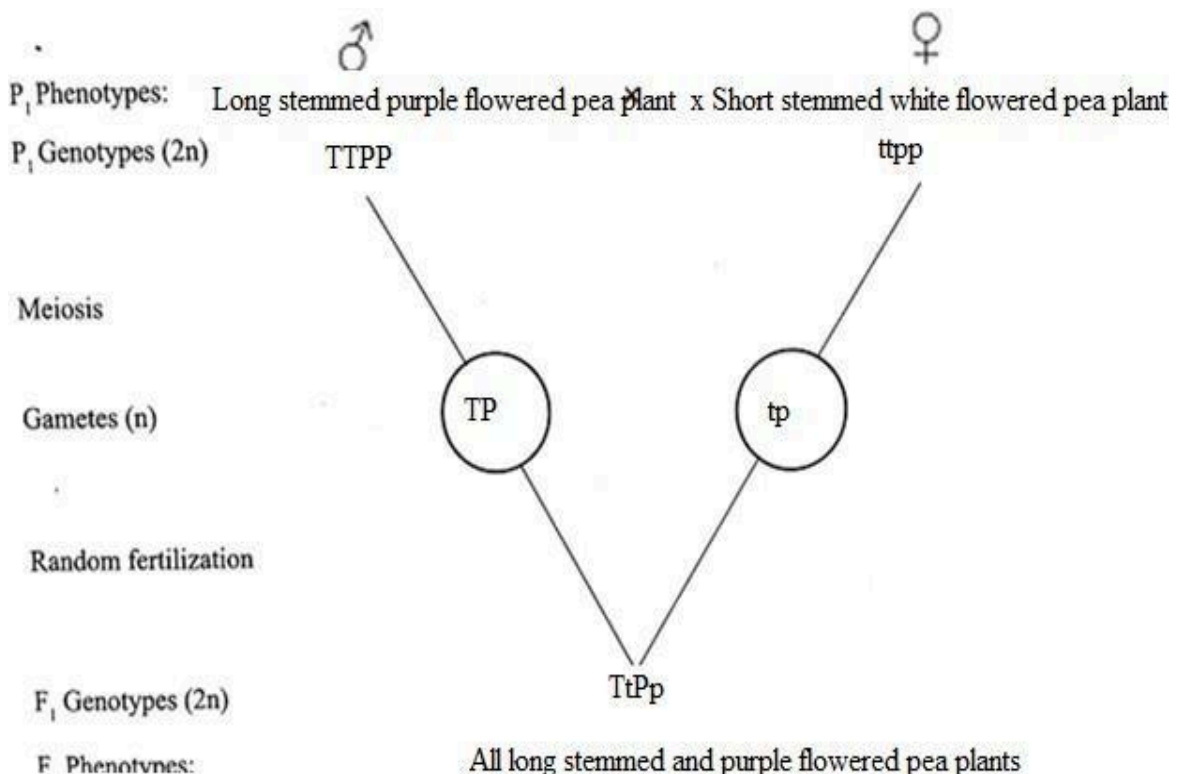 ♂ ♀
P₁ Phenotypes: Long stemmed purple flowered pea plant x Short stemmed white flowered pea plant
P₁ Genotypes (2n) TTPP ttpp
Meiosis
Gametes (n) TP tp
Random fertilization
F₁ Genotypes (2n) TtPp
F Phenotypes: All long stemmed and purple flowered pea plants